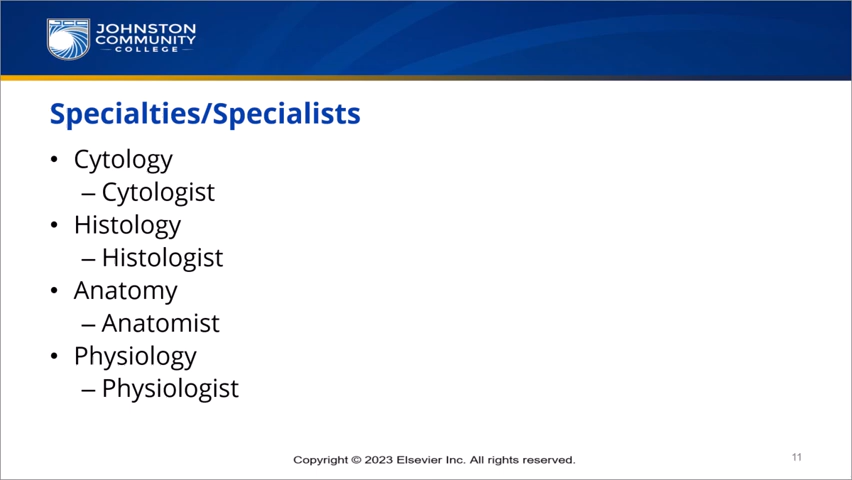 JOHNSTON
COMMUNITY
COLLEGE
Specialties/Specialists
• Cytology
– Cytologist
• Histology
– Histologist
• Anatomy
– Anatomist
• Physiology
– Physiologist
Copyright © 2023 Elsevier Inc. All rights reserved.
11